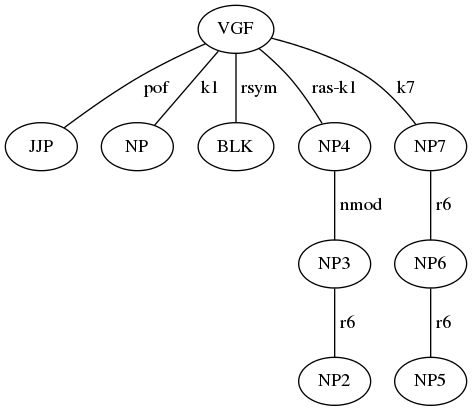 VGF
pof k1 rsym ras-k1 k7
JJP NP BLK NP4 NP7
nmod r6
NP3 NP6
r6 r6
NP2 NP5